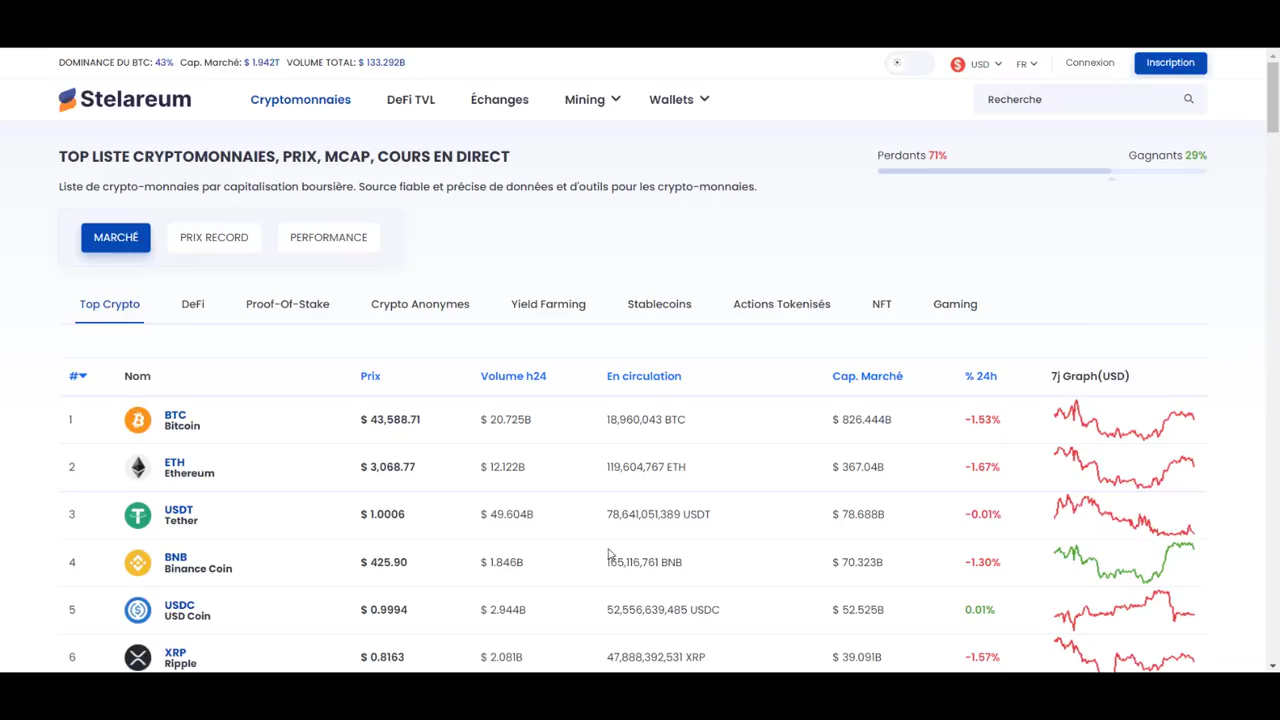 DOMINANCE DU BTC: 43% Cap. Marché: $ 1.942T VOLUME TOTAL: $ 133.292B
USD FR Connexion Inscription
Stelareum Cryptomonnaies DeFi TVL Échanges Mining Wallets Recherche
TOP LISTE CRYPTOMONNAIES, PRIX, MCAP, COURS EN DIRECT
Perdants 71% Gagnants 29%
Liste de crypto-monnaies par capitalisation boursière. Source fiable et précise de données et d'outils pour les crypto-monnaies.
MARCHÉ PRIX RECORD PERFORMANCE
Top Crypto DeFi Proof-Of-Stake Crypto Anonymes Yield Farming Stablecoins Actions Tokenisés NFT Gaming
# Nom Prix Volume h24 En circulation Cap. Marché % 24h 7j Graph(USD)
1 BTC Bitcoin $ 43,588.71 $ 20.725B 18,960,043 BTC $ 826.444B -1.53%
2 ETH Ethereum $ 3,068.77 $ 12.122B 119,604,767 ETH $ 367.04B -1.67%
3 USDT Tether $ 1.0006 $ 49.604B 78,641,051,389 USDT $ 78.688B -0.01%
4 BNB Binance Coin $ 425.90 $ 1.846B 165,116,761 BNB $ 70.323B -1.30%
5 USDC USD Coin $ 0.9994 $ 2.944B 52,556,639,485 USDC $ 52.525B 0.01%
6 XRP Ripple $ 0.8163 $ 2.081B 47,888,392,531 XRP $ 39.091B -1.57%